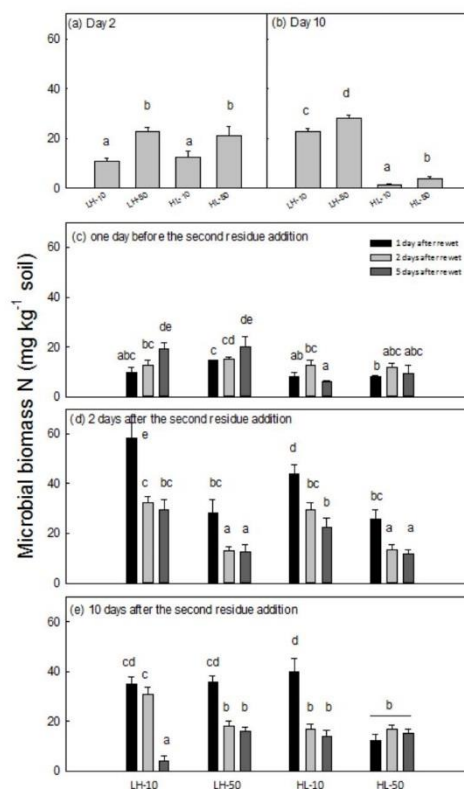 (a) Day 2
(b) Day 10
60
40
20
0
a
b
a
b
c
d
a
b
LH-10
LH-50
HL-10
HL-50
LH-10
LH-50
HL-10
HL-50
Microbial biomass N (mg kg-1 soil)
(c) one day before the second residue addition
1 day after rewet
2 days after rewet
5 days after rewet
60
40
20
0
abc
bc
de
c
cd
de
ab
bc
a
b
abc
abc
(d) 2 days after the second residue addition
60
40
20
0
e
c
bc
bc
a
a
d
bc
b
bc
a
a
(e) 10 days after the second residue addition
60
40
20
0
cd
c
a
cd
b
b
d
b
b
b
LH-10
LH-50
HL-10
HL-50